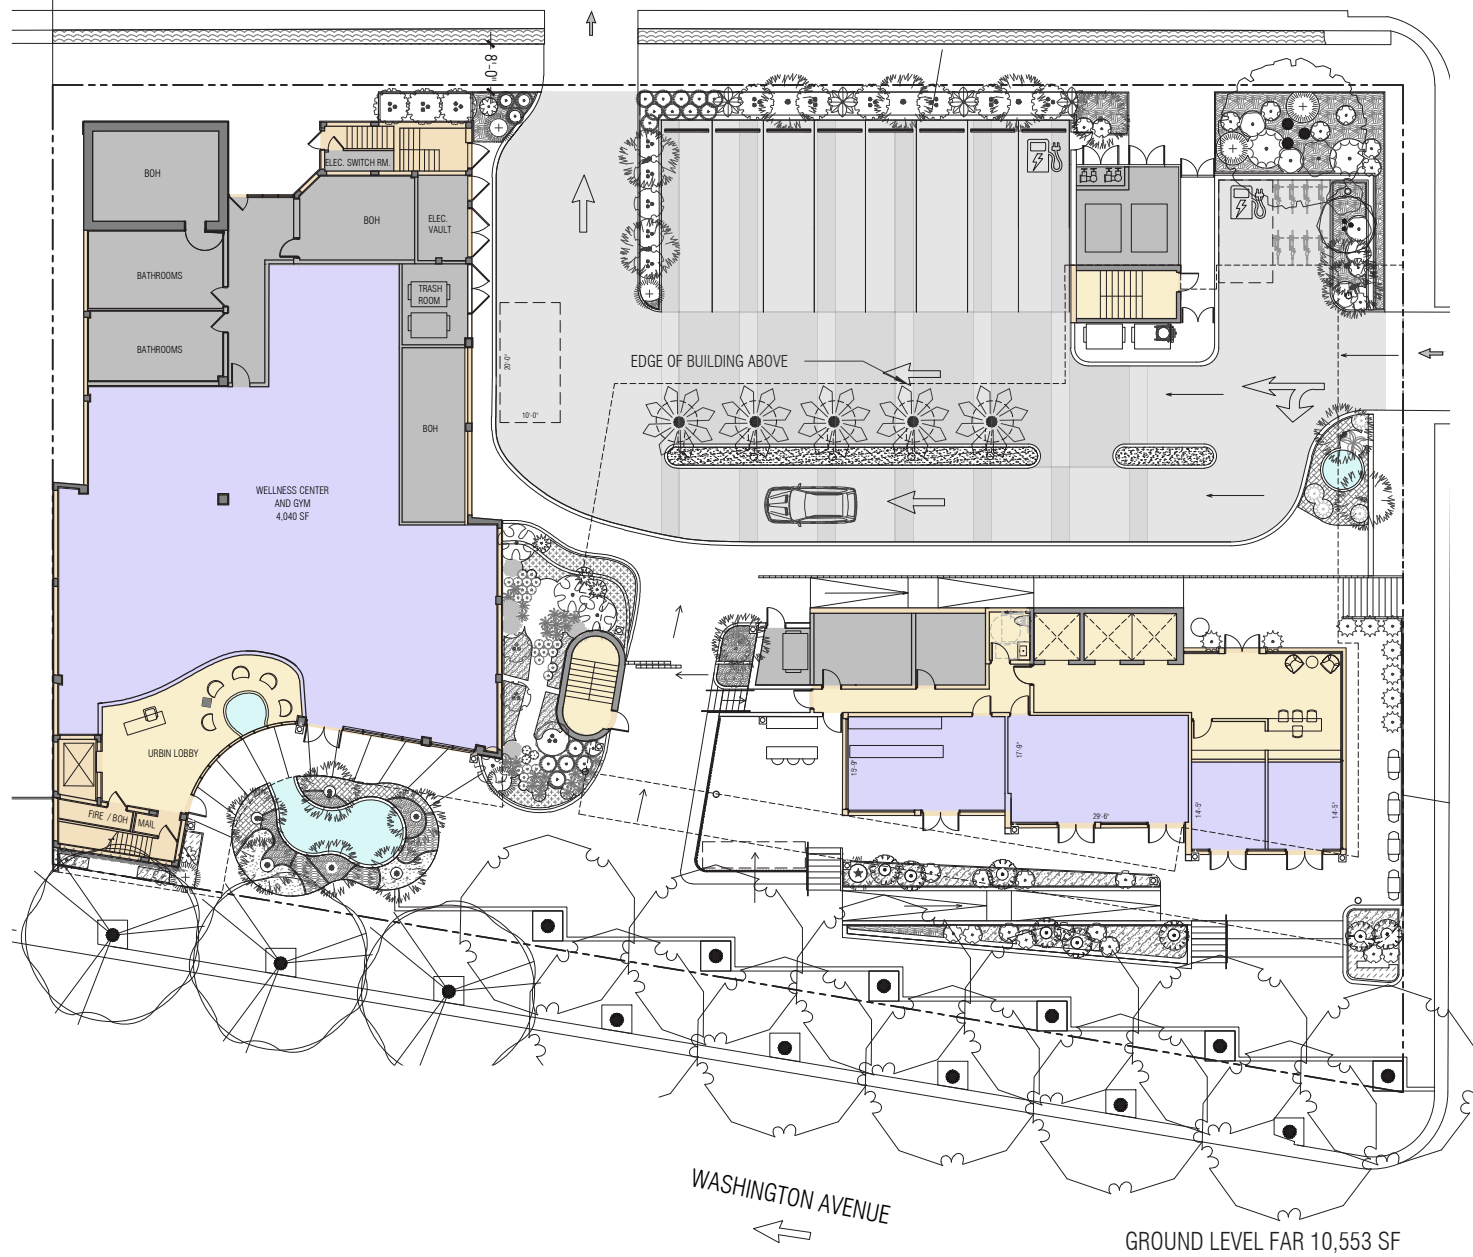 8'-0"
ELEC. SWITCH RM.
BOH
BOH
ELEC.
VAULT
BATHROOMS
TRASH
ROOM
BATHROOMS
20'-0"
10'-0"
EDGE OF BUILDING ABOVE
BOH
WELLNESS CENTER
AND GYM
4,040 SF
URBIN LOBBY
FIRE / BOH
MAIL
15'-9"
17'-9"
29'-6"
14'-5"
14'-5"
WASHINGTON AVENUE
GROUND LEVEL FAR 10,553 SF